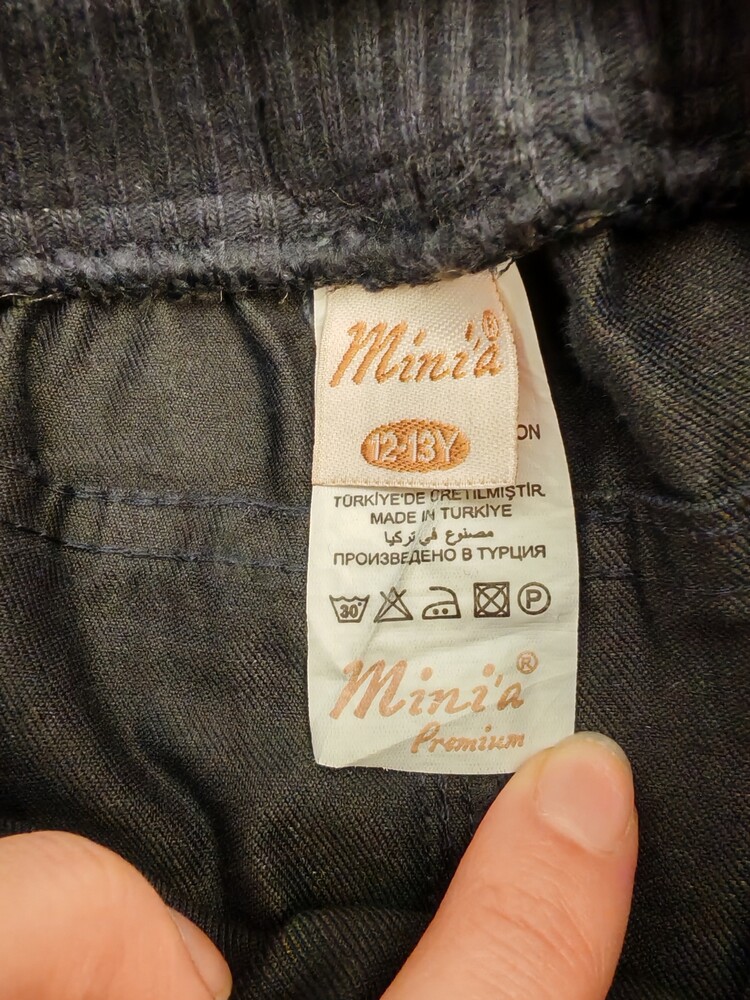 Mini'a®
12-13Y
ON
TÜRKİYE'DE ÜRETİLMİŞTİR.
MADE IN TURKIYE
مصنوع في تركيا
ПРОИЗВЕДЕНО В ТУРЦИЯ
30°
P
Mini'a®
Premium